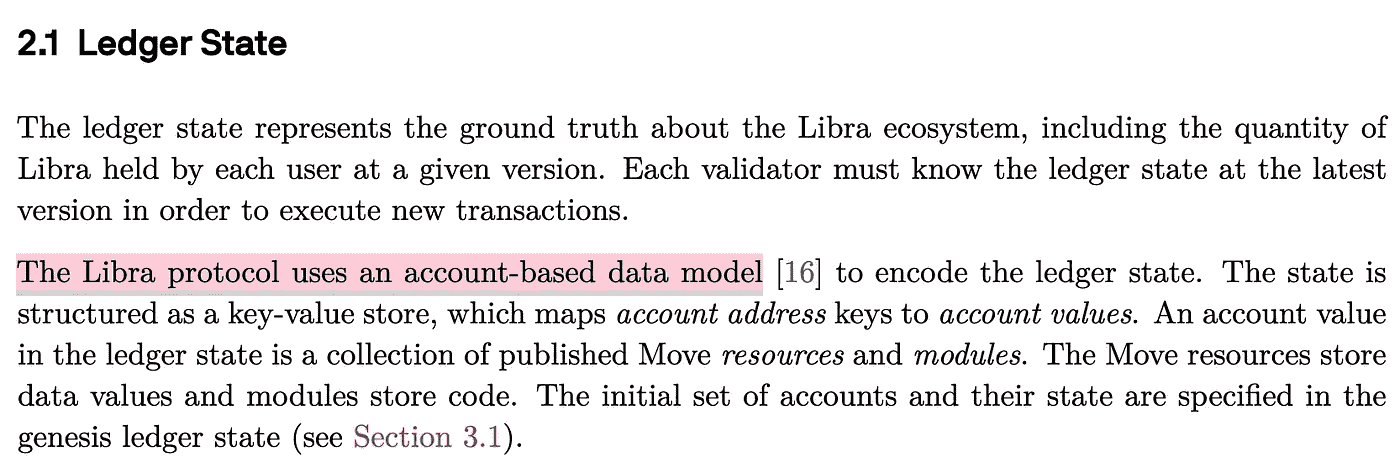 2.1 Ledger State
The ledger state represents the ground truth about the Libra ecosystem, including the quantity of
Libra held by each user at a given version. Each validator must know the ledger state at the latest
version in order to execute new transactions.
The Libra protocol uses an account-based data model [16] to encode the ledger state. The state is
structured as a key-value store, which maps account address keys to account values. An account value
in the ledger state is a collection of published Move resources and modules. The Move resources store
data values and modules store code. The initial set of accounts and their state are specified in the
genesis ledger state (see Section 3.1).